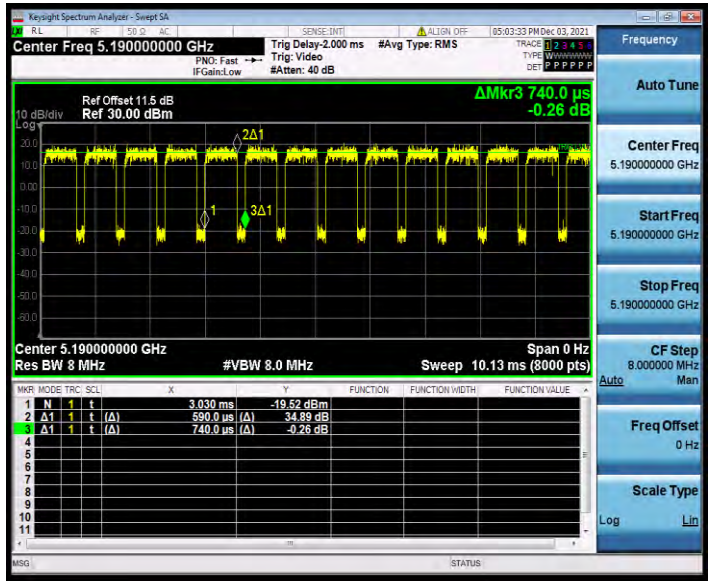 Keysight Spectrum Analyzer - Swept SA
RL RF 50 Ω AC SENSE:INT ALIGN OFF 05:03:33 PM Dec 03, 2021
Center Freq 5.190000000 GHz
PNO: Fast
IFGain:Low
Trig Delay-2.000 ms
Trig: Video
#Atten: 40 dB
#Avg Type: RMS
TRACE 1 2 3 4 5 6
TYPE WWWWWW
DET P P P P P P
Ref Offset 11.5 dB
10 dB/div Ref 30.00 dBm
Log
ΔMkr3 740.0 µs
-0.26 dB
20.0
10.0
0.00
-10.0
-20.0
-30.0
-40.0
-50.0
-60.0
2Δ1
1
3Δ1
Center 5.190000000 GHz Span 0 Hz
Res BW 8 MHz #VBW 8.0 MHz Sweep 10.13 ms (8000 pts)
MKR MODE TRC SCL X Y FUNCTION FUNCTION WIDTH FUNCTION VALUE
1 N 1 t 3.030 ms -19.52 dBm
2 Δ1 1 t (Δ) 590.0 µs (Δ) 34.89 dB
3 Δ1 1 t (Δ) 740.0 µs (Δ) -0.26 dB
4
5
6
7
8
9
10
11
MSG STATUS
Frequency
Auto Tune
Center Freq
5.190000000 GHz
Start Freq
5.190000000 GHz
Stop Freq
5.190000000 GHz
CF Step
8.000000 MHz
Auto Man
Freq Offset
0 Hz
Scale Type
Log Lin